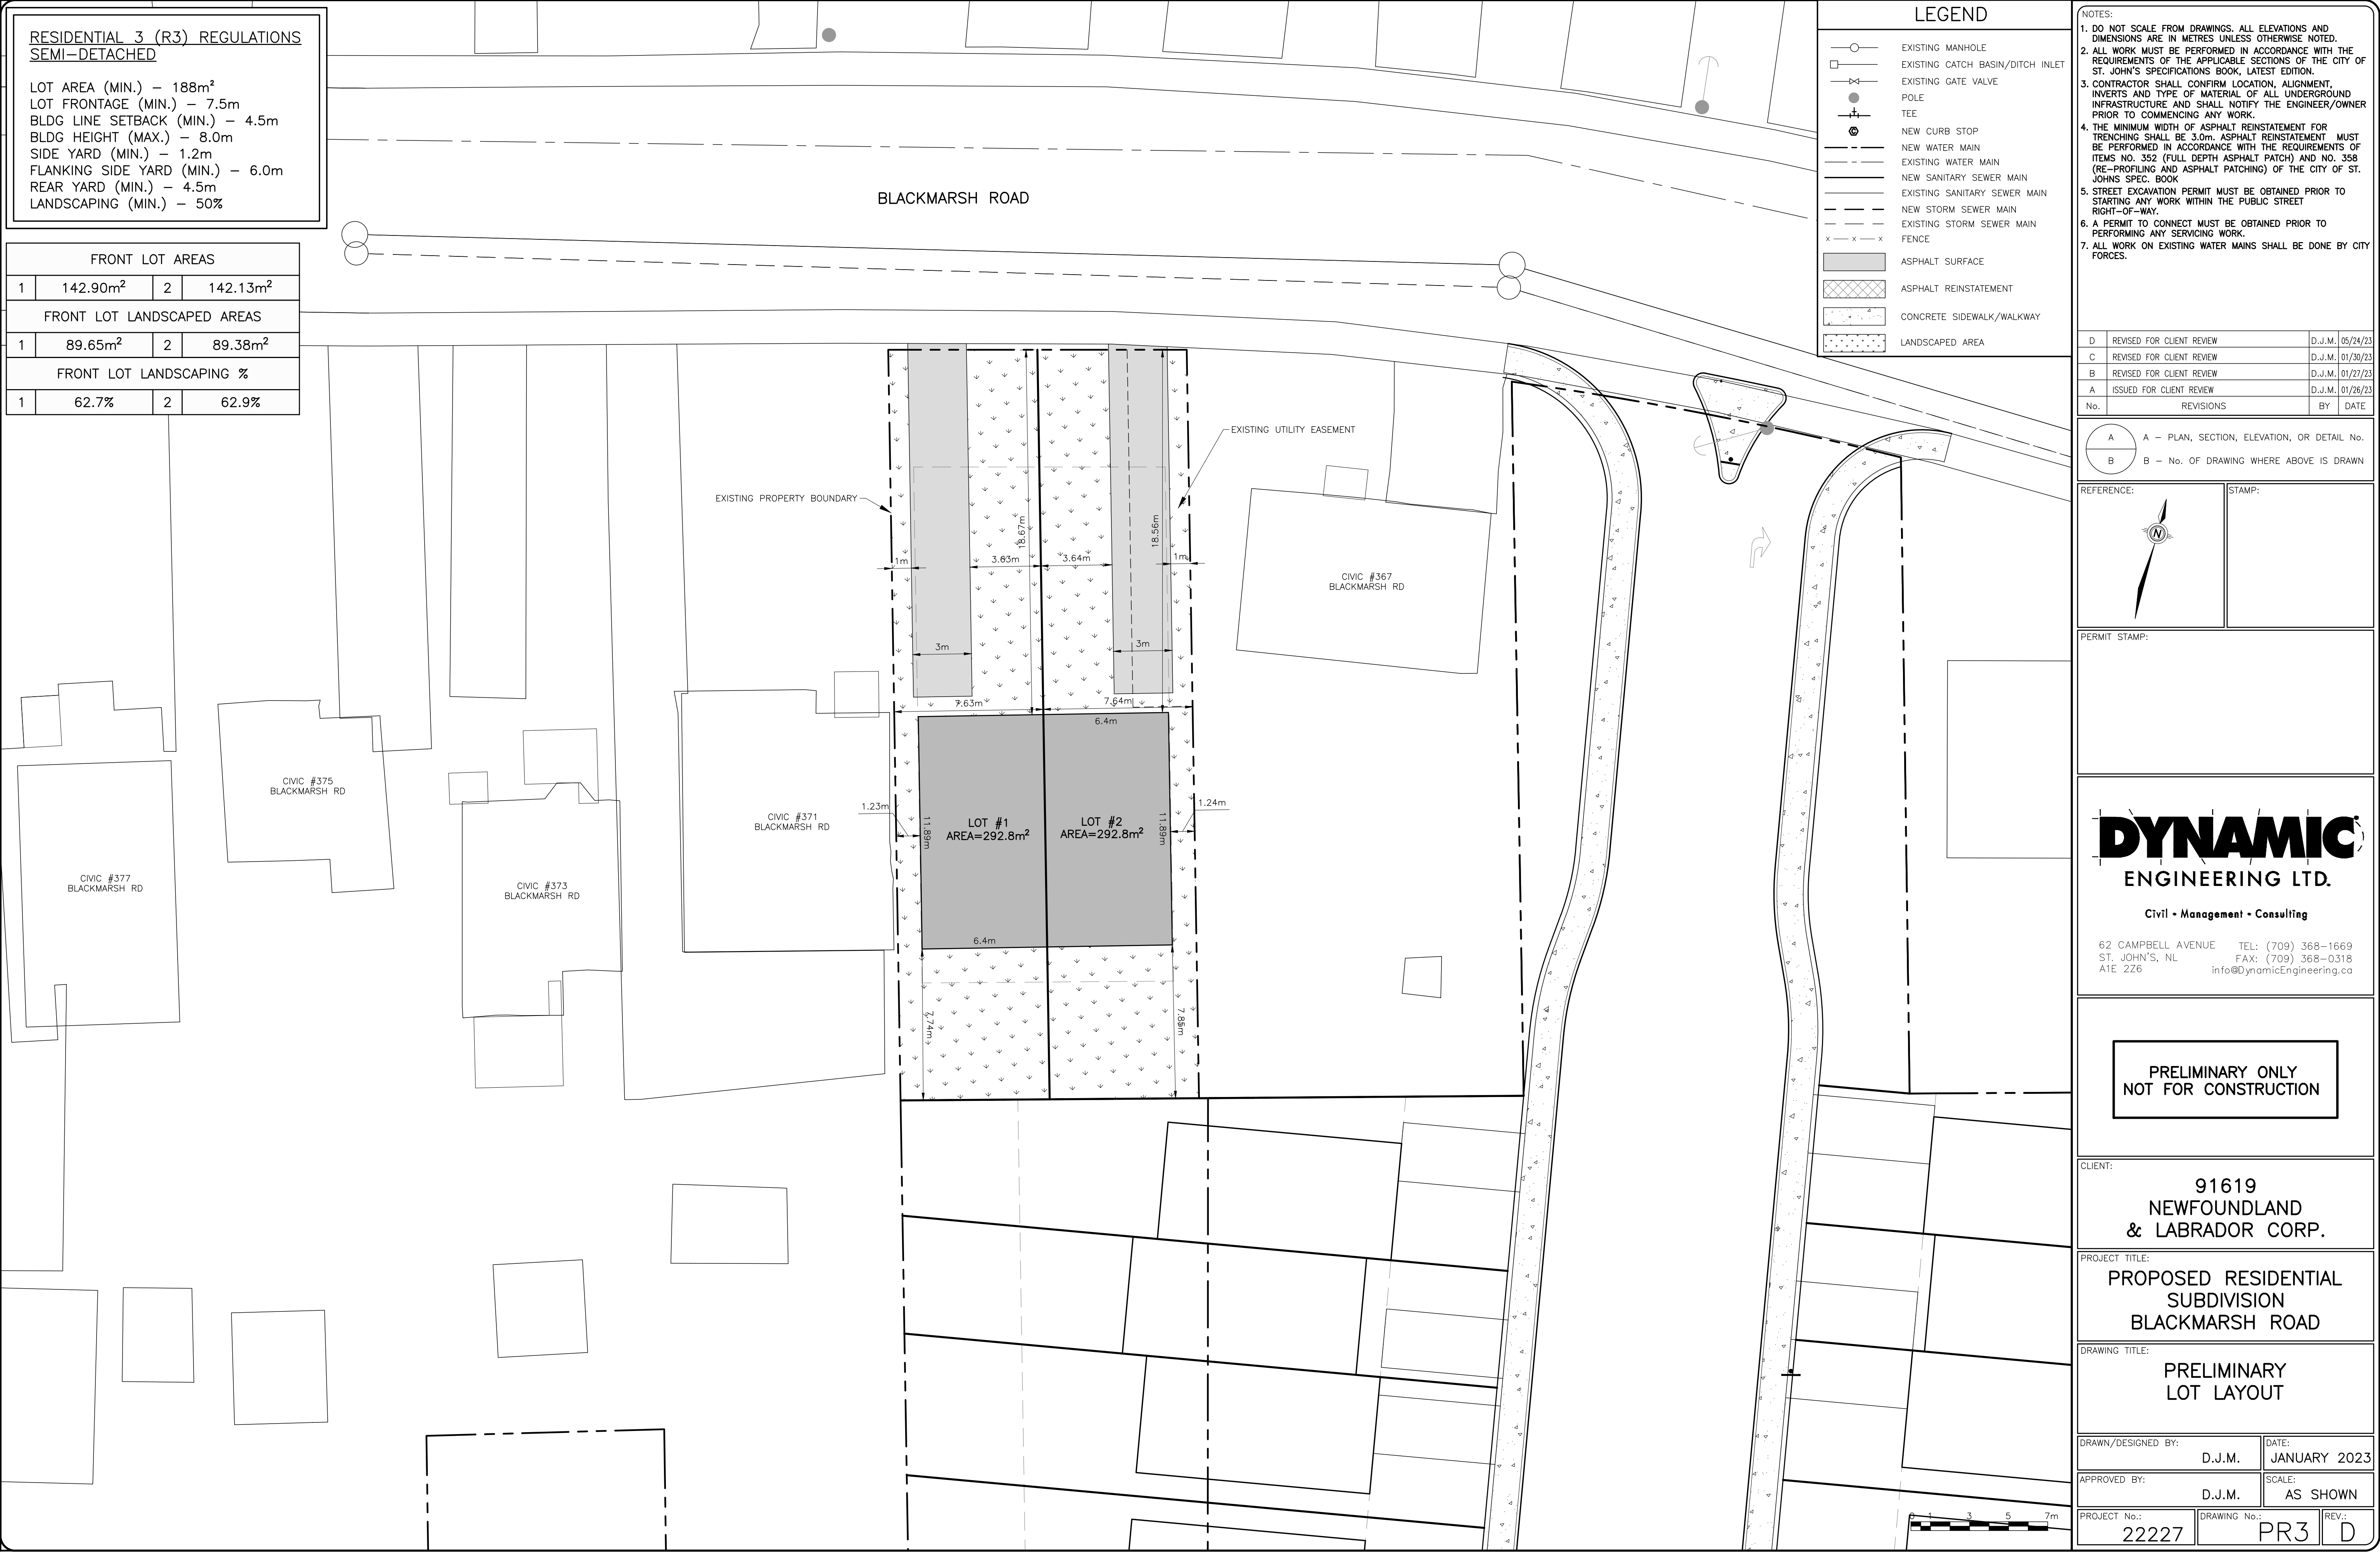 RESIDENTIAL 3 (R3) REGULATIONS
SEMI-DETACHED
LOT AREA (MIN.) – 188m²
LOT FRONTAGE (MIN.) – 7.5m
BLDG LINE SETBACK (MIN.) – 4.5m
BLDG HEIGHT (MAX.) – 8.0m
SIDE YARD (MIN.) – 1.2m
FLANKING SIDE YARD (MIN.) – 6.0m
REAR YARD (MIN.) – 4.5m
LANDSCAPING (MIN.) – 50%
FRONT LOT AREAS
1 142.90m² 2 142.13m²
FRONT LOT LANDSCAPED AREAS
1 89.65m² 2 89.38m²
FRONT LOT LANDSCAPING %
1 62.7% 2 62.9%
BLACKMARSH ROAD
EXISTING UTILITY EASEMENT
EXISTING PROPERTY BOUNDARY
18.67m
18.56m
1m
3.63m
3.64m
1m
3m
3m
7.63m
7.64m
6.4m
1.23m
1.24m
11.89m
11.89m
LOT #1
AREA=292.8m²
LOT #2
AREA=292.8m²
6.4m
7.74m
7.85m
CIVIC #367
BLACKMARSH RD
CIVIC #375
BLACKMARSH RD
CIVIC #371
BLACKMARSH RD
CIVIC #377
BLACKMARSH RD
CIVIC #373
BLACKMARSH RD
0 1 3 5 7m
LEGEND
EXISTING MANHOLE
EXISTING CATCH BASIN/DITCH INLET
EXISTING GATE VALVE
POLE
TEE
NEW CURB STOP
NEW WATER MAIN
EXISTING WATER MAIN
NEW SANITARY SEWER MAIN
EXISTING SANITARY SEWER MAIN
NEW STORM SEWER MAIN
EXISTING STORM SEWER MAIN
x x x FENCE
ASPHALT SURFACE
ASPHALT REINSTATEMENT
CONCRETE SIDEWALK/WALKWAY
LANDSCAPED AREA
NOTES:
1. DO NOT SCALE FROM DRAWINGS. ALL ELEVATIONS AND
DIMENSIONS ARE IN METRES UNLESS OTHERWISE NOTED.
2. ALL WORK MUST BE PERFORMED IN ACCORDANCE WITH THE
REQUIREMENTS OF THE APPLICABLE SECTIONS OF THE CITY OF
ST. JOHN'S SPECIFICATIONS BOOK, LATEST EDITION.
3. CONTRACTOR SHALL CONFIRM LOCATION, ALIGNMENT,
INVERTS AND TYPE OF MATERIAL OF ALL UNDERGROUND
INFRASTRUCTURE AND SHALL NOTIFY THE ENGINEER/OWNER
PRIOR TO COMMENCING ANY WORK.
4. THE MINIMUM WIDTH OF ASPHALT REINSTATEMENT FOR
TRENCHING SHALL BE 3.0m. ASPHALT REINSTATEMENT MUST
BE PERFORMED IN ACCORDANCE WITH THE REQUIREMENTS OF
ITEMS NO. 352 (FULL DEPTH ASPHALT PATCH) AND NO. 358
(RE-PROFILING AND ASPHALT PATCHING) OF THE CITY OF ST.
JOHNS SPEC. BOOK
5. STREET EXCAVATION PERMIT MUST BE OBTAINED PRIOR TO
STARTING ANY WORK WITHIN THE PUBLIC STREET
RIGHT-OF-WAY.
6. A PERMIT TO CONNECT MUST BE OBTAINED PRIOR TO
PERFORMING ANY SERVICING WORK.
7. ALL WORK ON EXISTING WATER MAINS SHALL BE DONE BY CITY
FORCES.
D REVISED FOR CLIENT REVIEW D.J.M. 05/24/23
C REVISED FOR CLIENT REVIEW D.J.M. 01/30/23
B REVISED FOR CLIENT REVIEW D.J.M. 01/27/23
A ISSUED FOR CLIENT REVIEW D.J.M. 01/26/23
No. REVISIONS BY DATE
A A – PLAN, SECTION, ELEVATION, OR DETAIL No.
B B – No. OF DRAWING WHERE ABOVE IS DRAWN
REFERENCE:
N
STAMP:
PERMIT STAMP:
DYNAMIC
ENGINEERING LTD.
Civil • Management • Consulting
62 CAMPBELL AVENUE TEL: (709) 368-1669
ST. JOHN'S, NL FAX: (709) 368-0318
A1E 2Z6 info@DynamicEngineering.ca
PRELIMINARY ONLY
NOT FOR CONSTRUCTION
CLIENT:
91619
NEWFOUNDLAND
& LABRADOR CORP.
PROJECT TITLE:
PROPOSED RESIDENTIAL
SUBDIVISION
BLACKMARSH ROAD
DRAWING TITLE:
PRELIMINARY
LOT LAYOUT
DRAWN/DESIGNED BY:
D.J.M.
DATE:
JANUARY 2023
APPROVED BY:
D.J.M.
SCALE:
AS SHOWN
PROJECT No.:
22227
DRAWING No.:
PR3
REV.:
D